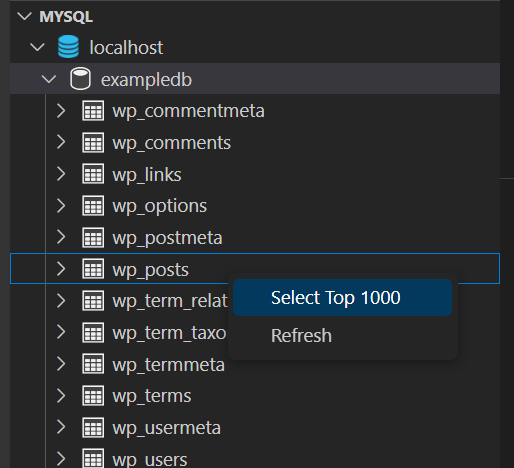 MYSQL
localhost
exampledb
wp_commentmeta
wp_comments
wp_links
wp_options
wp_postmeta
wp_posts
Select Top 1000
wp_term_relat
Refresh
wp_term_taxo
wp_termmeta
wp_terms
wp_usermeta
wp_users